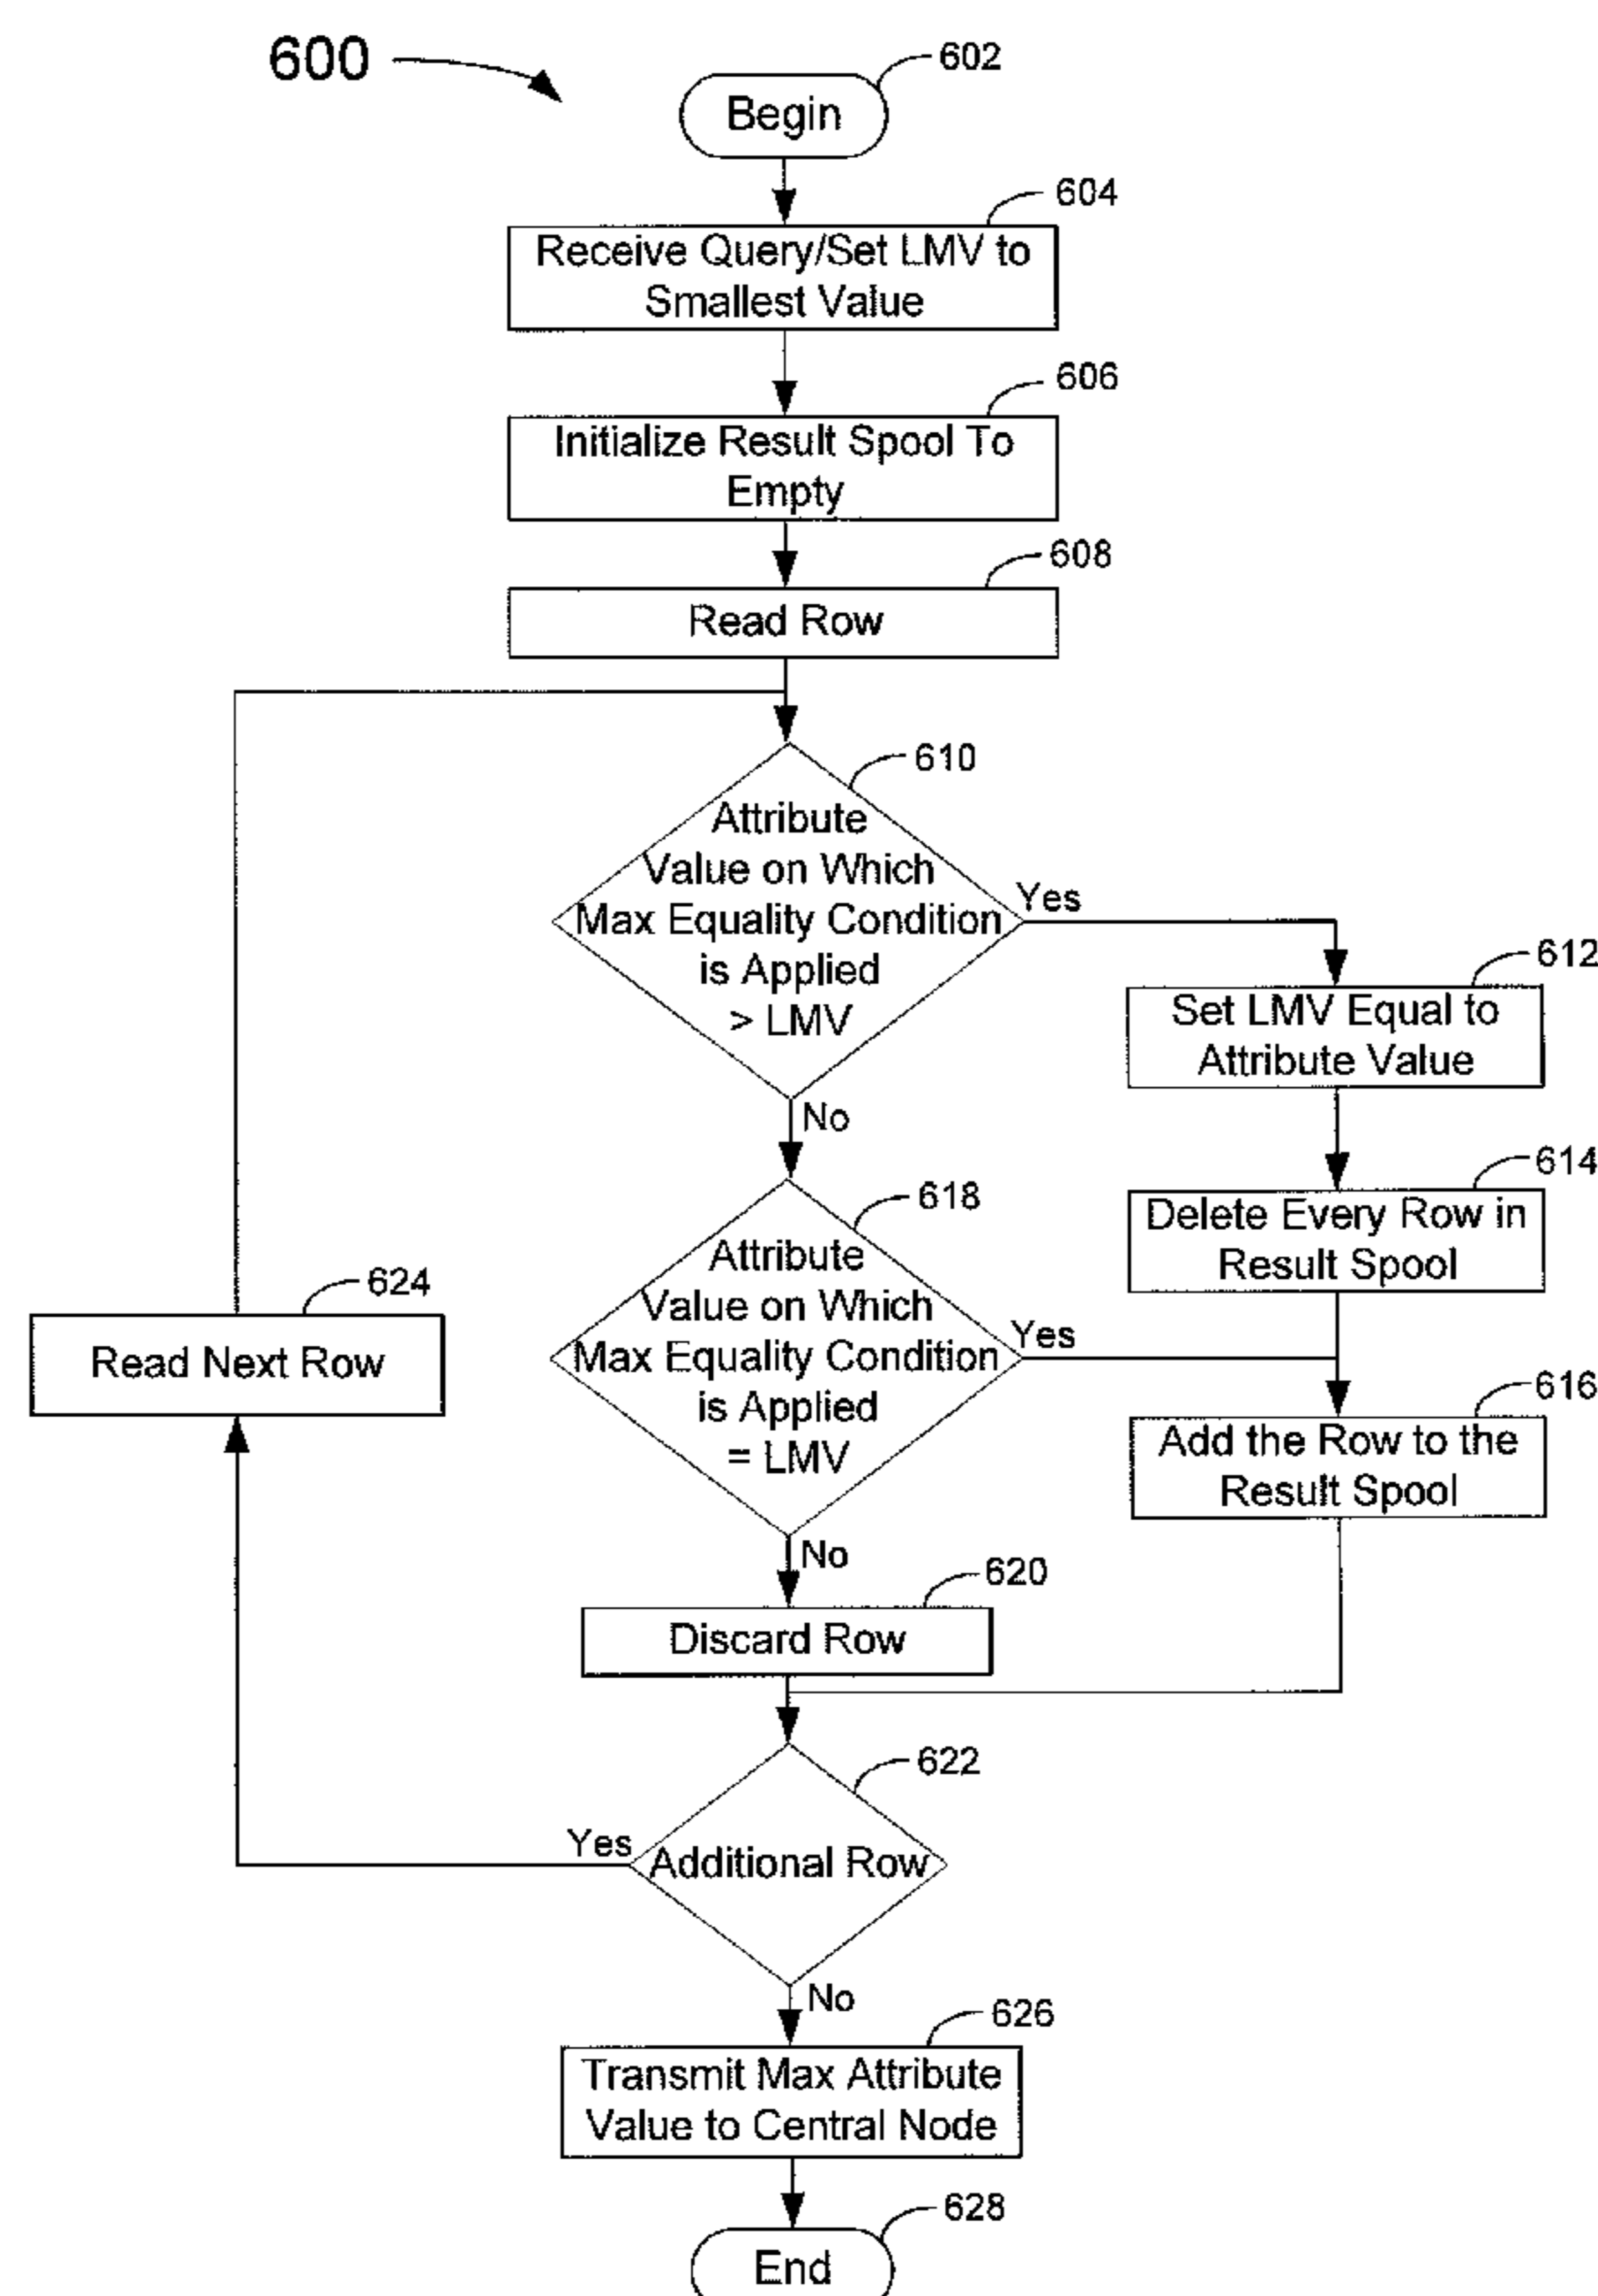 600
602
Begin
604
Receive Query/Set LMV to
Smallest Value
606
Initialize Result Spool To
Empty
608
Read Row
610
Attribute
Value on Which
Max Equality Condition
is Applied
> LMV
Yes
No
612
Set LMV Equal to
Attribute Value
614
Delete Every Row in
Result Spool
618
Attribute
Value on Which
Max Equality Condition
is Applied
= LMV
Yes
No
616
Add the Row to the
Result Spool
624
Read Next Row
620
Discard Row
622
Additional Row
Yes
No
626
Transmit Max Attribute
Value to Central Node
628
End